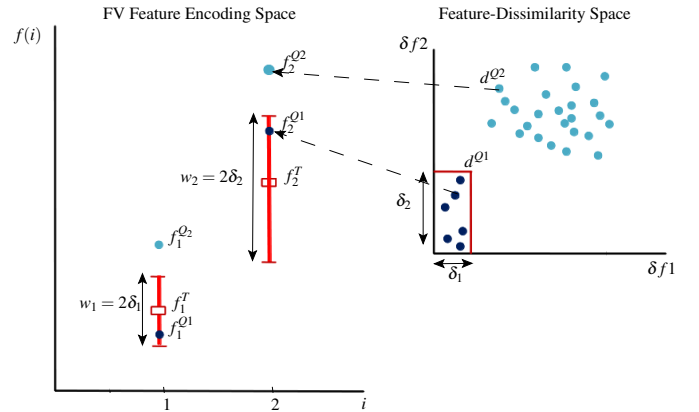 FV Feature Encoding Space
Feature-Dissimilarity Space
f(i)
δf2
f_2^{Q2}
d^{Q2}
f_2^{Q1}
w_2 = 2δ_2
f_2^T
d^{Q1}
δ_2
f_1^{Q2}
δ_1
δf1
w_1 = 2δ_1
f_1^T
f_1^{Q1}
1
2
i